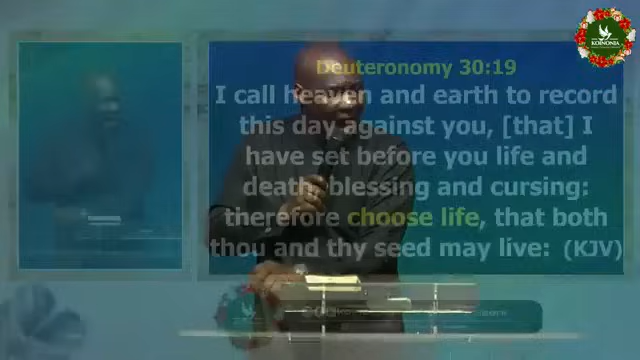 KOINONIA
Deuteronomy 30:19
I call heaven and earth to record
this day against you, [that] I
have set before you life and
death, blessing and cursing:
therefore choose life, that both
thou and thy seed may live: (KJV)